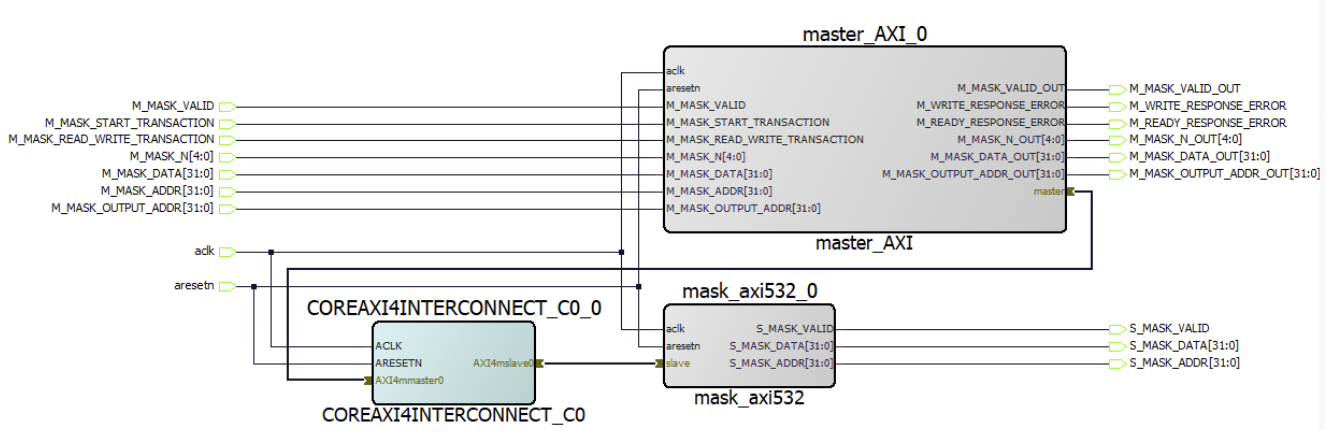 master_AXI_0
aclk
aresetn
M_MASK_VALID M_MASK_VALID M_MASK_VALID_OUT M_MASK_VALID_OUT
M_MASK_START_TRANSACTION M_MASK_START_TRANSACTION M_WRITE_RESPONSE_ERROR M_WRITE_RESPONSE_ERROR
M_MASK_READ_WRITE_TRANSACTION M_MASK_READ_WRITE_TRANSACTION M_READY_RESPONSE_ERROR M_READY_RESPONSE_ERROR
M_MASK_N[4:0] M_MASK_N[4:0] M_MASK_N_OUT[4:0] M_MASK_N_OUT[4:0]
M_MASK_DATA[31:0] M_MASK_DATA[31:0] M_MASK_DATA_OUT[31:0] M_MASK_DATA_OUT[31:0]
M_MASK_ADDR[31:0] M_MASK_ADDR[31:0] M_MASK_OUTPUT_ADDR_OUT[31:0] M_MASK_OUTPUT_ADDR_OUT[31:0]
M_MASK_OUTPUT_ADDR[31:0] M_MASK_OUTPUT_ADDR[31:0] master
master_AXI
aclk
aresetn
COREAXI4INTERCONNECT_C0_0
ACLK
ARESETN AXI4mslave0
AXI4mmaster0
COREAXI4INTERCONNECT_C0
mask_axi532_0
aclk S_MASK_VALID S_MASK_VALID
aresetn S_MASK_DATA[31:0] S_MASK_DATA[31:0]
slave S_MASK_ADDR[31:0] S_MASK_ADDR[31:0]
mask_axi532